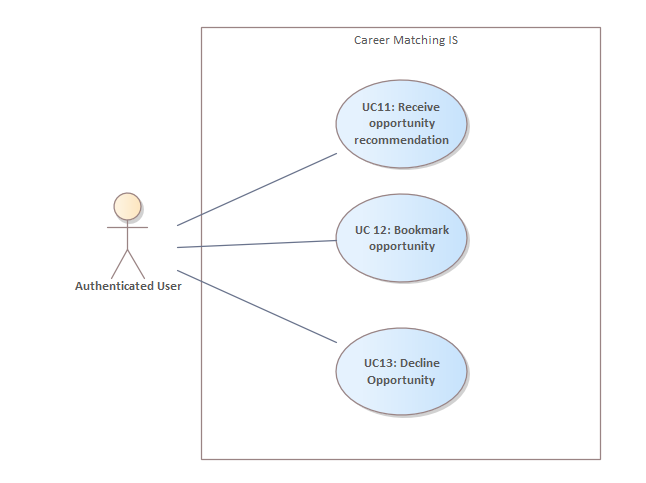 Career Matching IS
UC11: Receive
opportunity
recommendation
UC 12: Bookmark
opportunity
Authenticated User
UC13: Decline
Opportunity